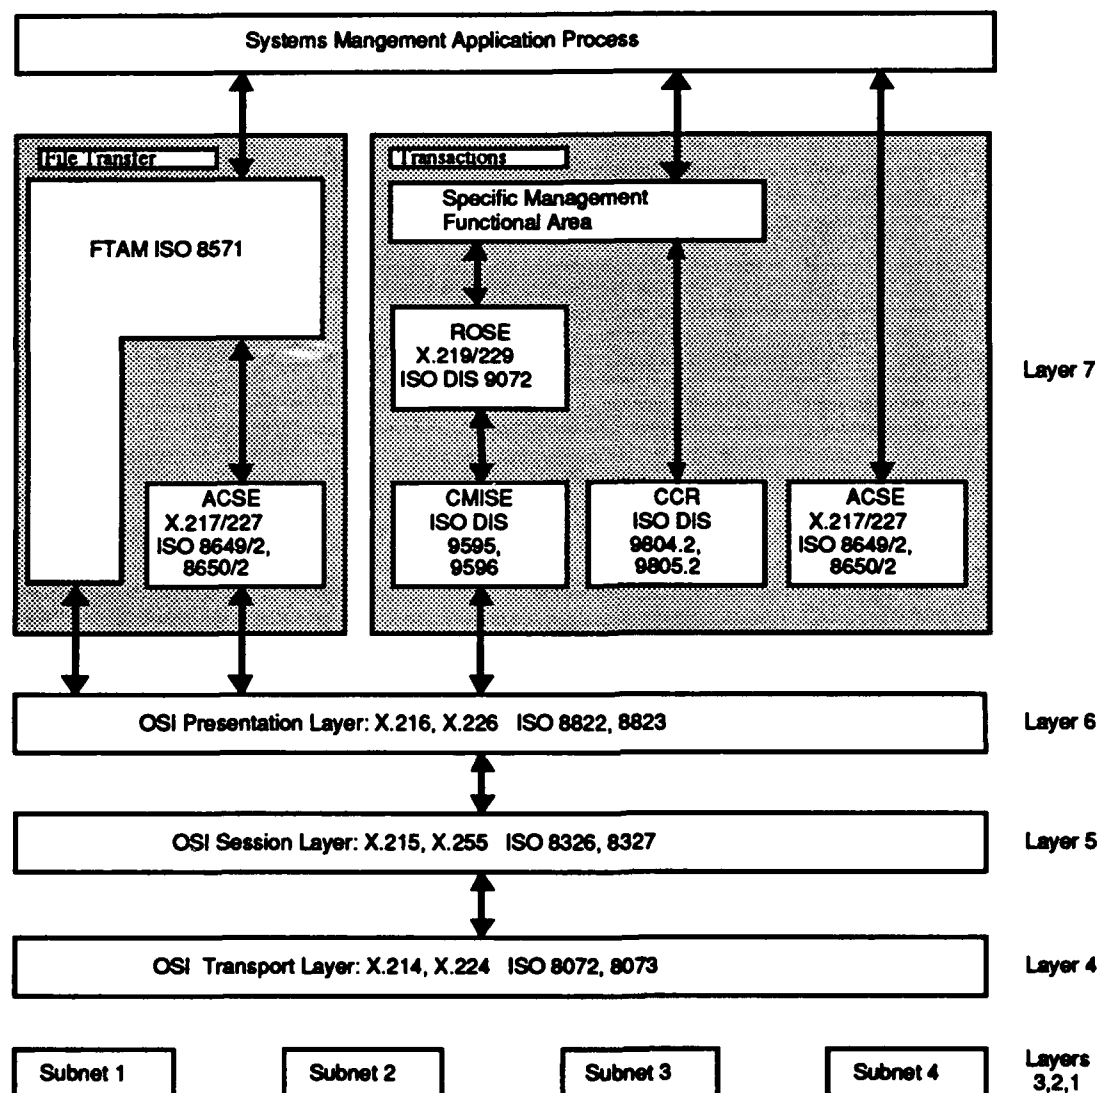 Systems Mangement Application Process
File Transfer
Transactions
Specific Management
Functional Area
FTAM ISO 8571
ROSE
X.219/229
ISO DIS 9072
Layer 7
ACSE
X.217/227
ISO 8649/2,
8650/2
CMISE
ISO DIS
9595,
9596
CCR
ISO DIS
9804.2,
9805.2
ACSE
X.217/227
ISO 8649/2,
8650/2
OSI Presentation Layer: X.216, X.226 ISO 8822, 8823
Layer 6
OSI Session Layer: X.215, X.255 ISO 8326, 8327
Layer 5
OSI Transport Layer: X.214, X.224 ISO 8072, 8073
Layer 4
Subnet 1
Subnet 2
Subnet 3
Subnet 4
Layers
3,2,1